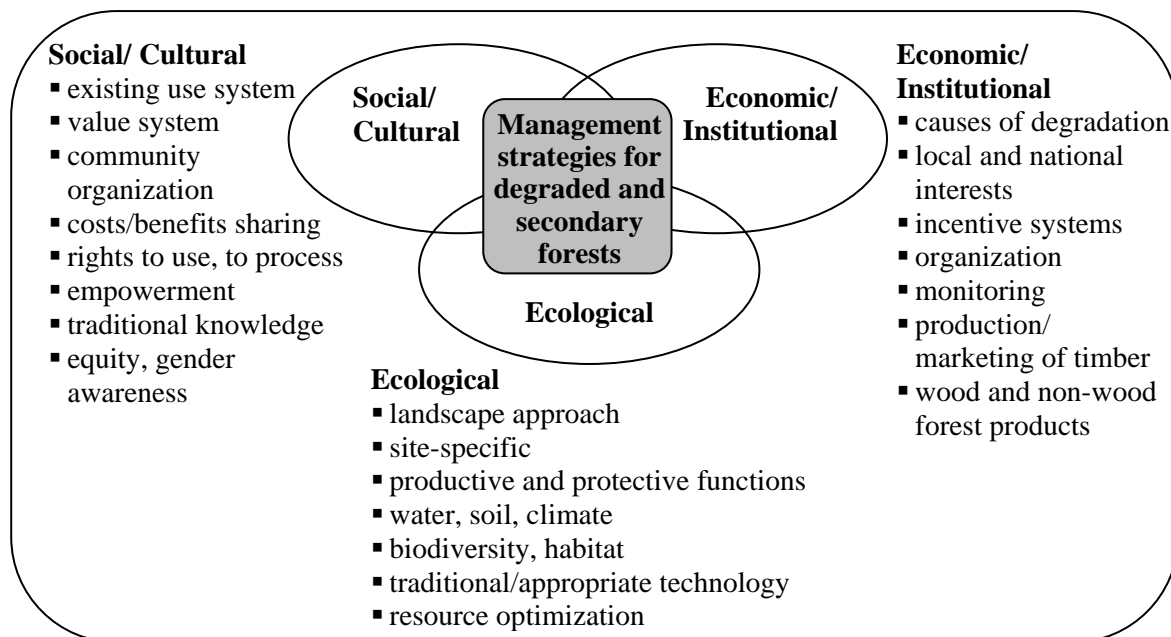 Social/ Cultural
▪ existing use system
▪ value system
▪ community
organization
▪ costs/benefits sharing
▪ rights to use, to process
▪ empowerment
▪ traditional knowledge
▪ equity, gender
awareness
Social/
Cultural
Economic/
Institutional
Management
strategies for
degraded and
secondary
forests
Ecological
Economic/
Institutional
▪ causes of degradation
▪ local and national
interests
▪ incentive systems
▪ organization
▪ monitoring
▪ production/
marketing of timber
▪ wood and non-wood
forest products
Ecological
▪ landscape approach
▪ site-specific
▪ productive and protective functions
▪ water, soil, climate
▪ biodiversity, habitat
▪ traditional/appropriate technology
▪ resource optimization